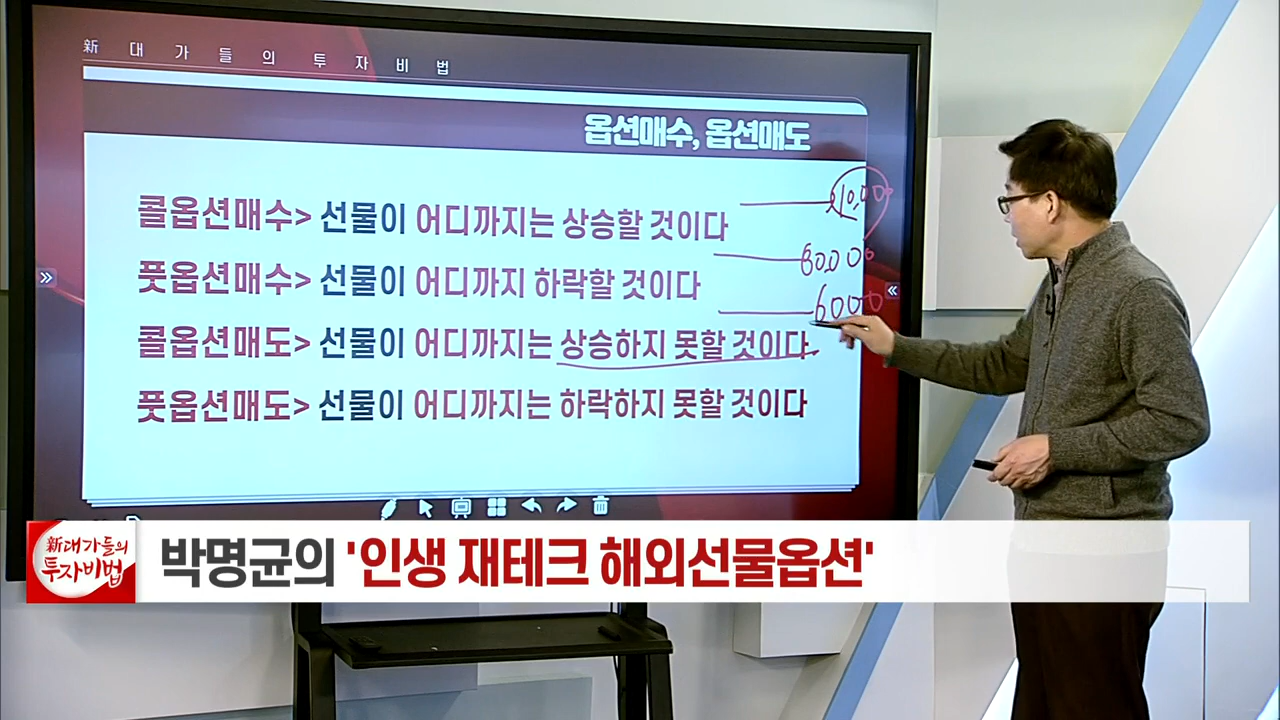 新대가들의 투자비법
옵션매수, 옵션매도
콜옵션매수> 선물이 어디까지는 상승할 것이다
10,000
풋옵션매수> 선물이 어디까지 하락할 것이다
80000
6000
콜옵션매도> 선물이 어디까지는 상승하지 못할 것이다.
풋옵션매도> 선물이 어디까지는 하락하지 못할 것이다
新대가들의
투자비법
박명균의 '인생 재테크 해외선물옵션'